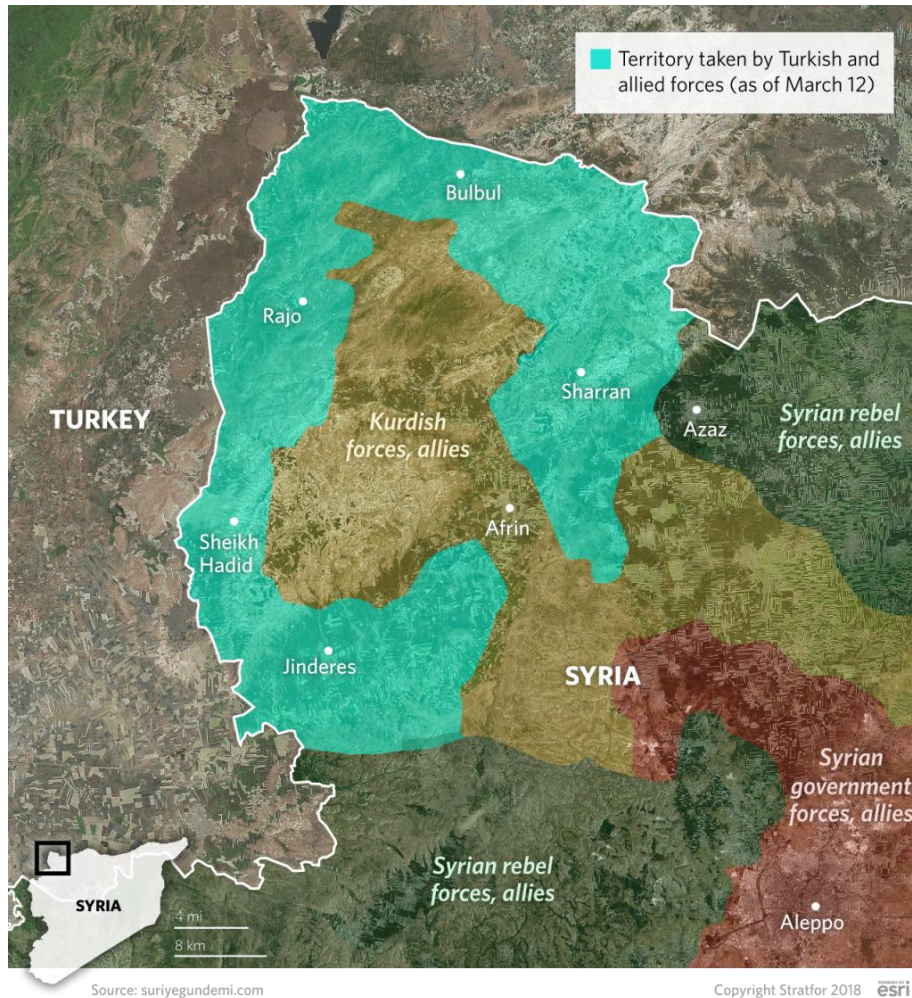 Territory taken by Turkish and
allied forces (as of March 12)
Bulbul
Rajo
Sharran
TURKEY
Kurdish
forces, allies
Azaz
Syrian rebel
forces, allies
Afrin
Sheikh
Hadid
Jinderes
SYRIA
Syrian
government
forces, allies
Syrian rebel
forces, allies
SYRIA
4 mi
8 km
Aleppo
Source: suriyegundemi.com
Copyright Stratfor 2018
POWERED BY
esri